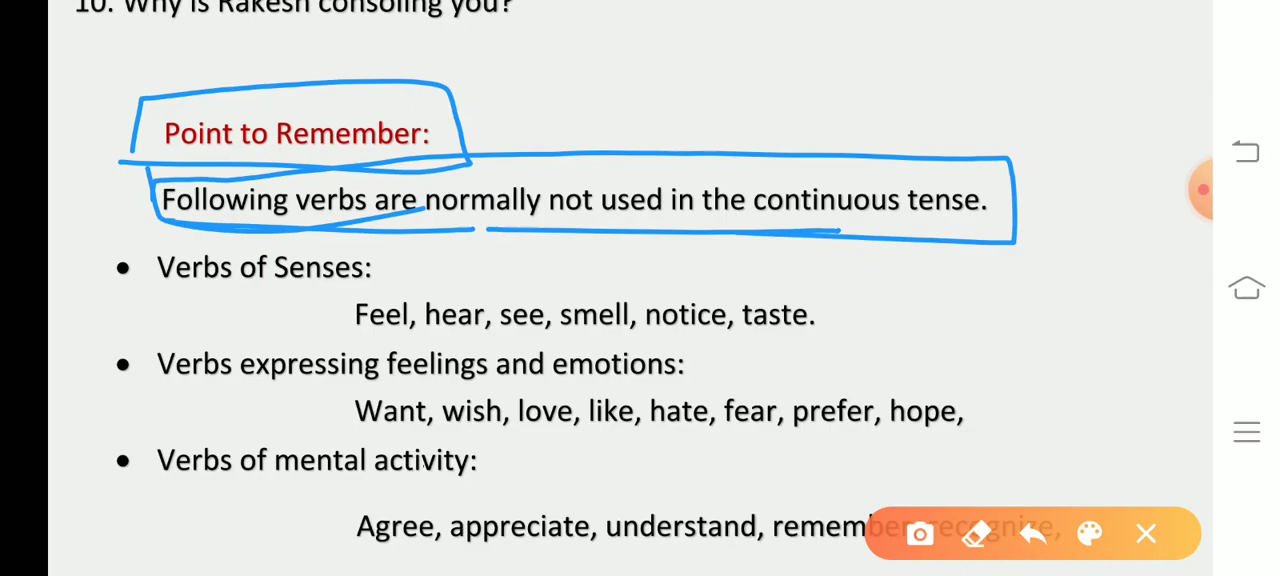 10. Why is Rakesh consoling you?
Point to Remember:
Following verbs are normally not used in the continuous tense.
• Verbs of Senses:
Feel, hear, see, smell, notice, taste.
• Verbs expressing feelings and emotions:
Want, wish, love, like, hate, fear, prefer, hope,
• Verbs of mental activity:
Agree, appreciate, understand, remember, recognize,